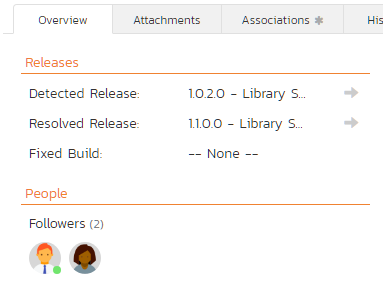 Overview Attachments Associations ✱ His
Releases
Detected Release: 1.0.2.0 - Library S...
Resolved Release: 1.1.0.0 - Library S...
Fixed Build: -- None --
People
Followers (2)